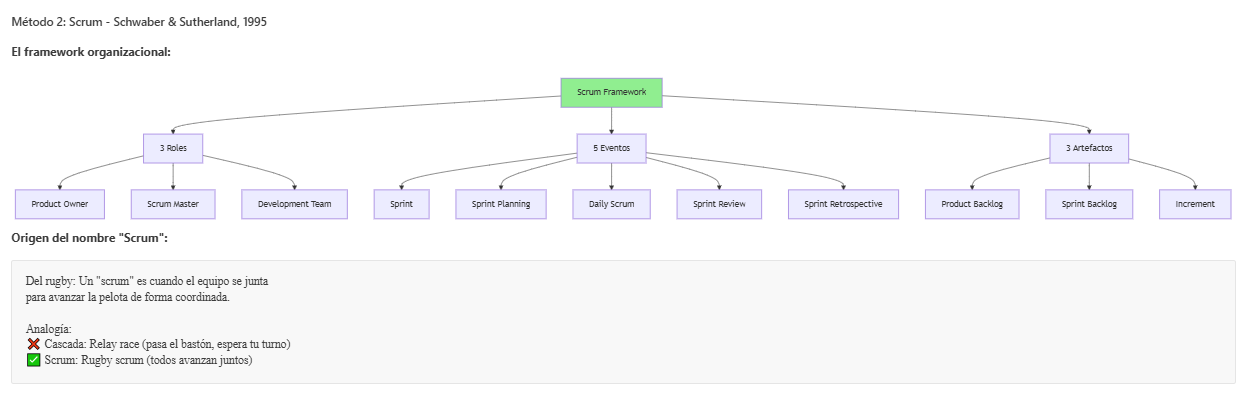 Método 2: Scrum - Schwaber & Sutherland, 1995
El framework organizacional:
Scrum Framework
3 Roles
5 Eventos
3 Artefactos
Product Owner
Scrum Master
Development Team
Sprint
Sprint Planning
Daily Scrum
Sprint Review
Sprint Retrospective
Product Backlog
Sprint Backlog
Increment
Origen del nombre "Scrum":
Del rugby: Un "scrum" es cuando el equipo se junta
para avanzar la pelota de forma coordinada.
Analogía:
❌ Cascada: Relay race (pasa el bastón, espera tu turno)
✅ Scrum: Rugby scrum (todos avanzan juntos)